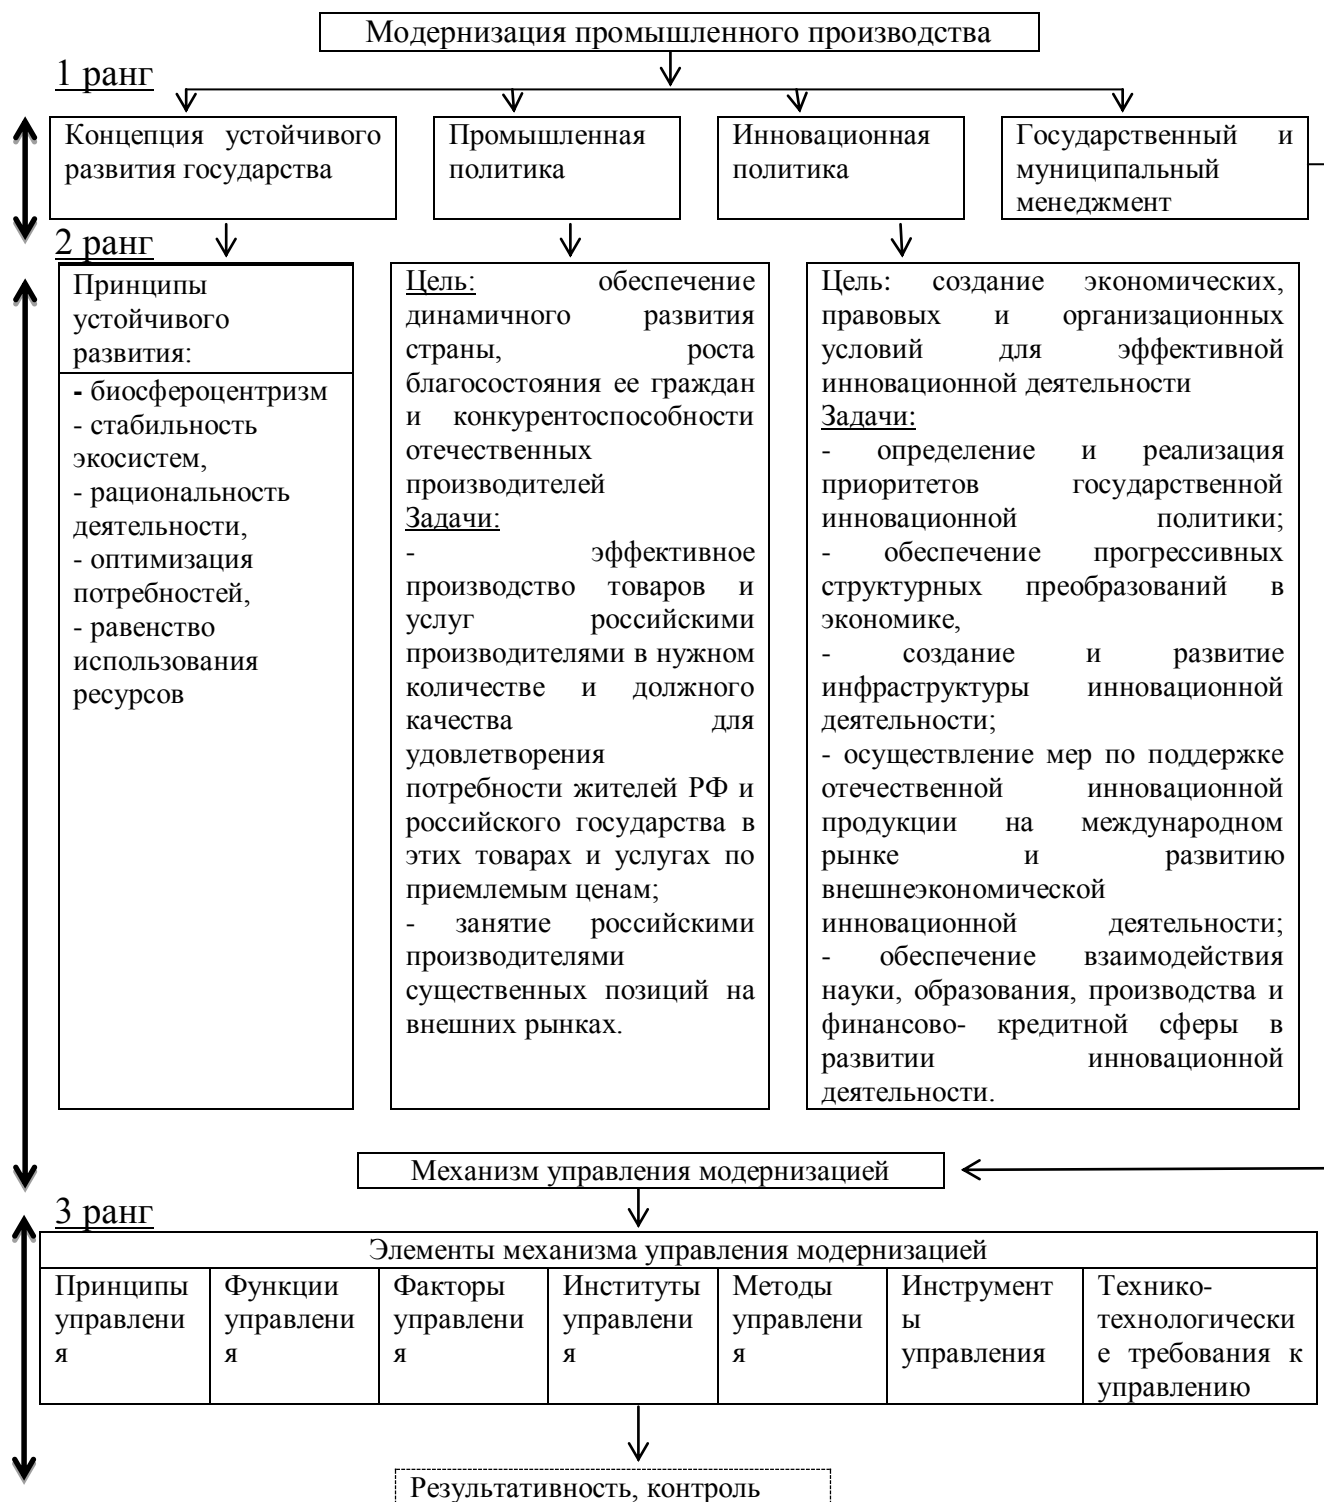 Модернизация промышленного производства
1 ранг
Концепция устойчивого
развития государства
Промышленная
политика
Инновационная
политика
Государственный и
муниципальный
менеджмент
2 ранг
Принципы
устойчивого
развития:
- биосфероцентризм
- стабильность
экосистем,
- рациональность
деятельности,
- оптимизация
потребностей,
- равенство
использования
ресурсов
Цель: обеспечение
динамичного развития
страны, роста
благосостояния ее граждан
и конкурентоспособности
отечественных
производителей
Задачи:
- эффективное
производство товаров и
услуг российскими
производителями в нужном
количестве и должного
качества для
удовлетворения
потребности жителей РФ и
российского государства в
этих товарах и услугах по
приемлемым ценам;
- занятие российскими
производителями
существенных позиций на
внешних рынках.
Цель: создание экономических,
правовых и организационных
условий для эффективной
инновационной деятельности
Задачи:
- определение и реализация
приоритетов государственной
инновационной политики;
- обеспечение прогрессивных
структурных преобразований в
экономике,
- создание и развитие
инфраструктуры инновационной
деятельности;
- осуществление мер по поддержке
отечественной инновационной
продукции на международном
рынке и развитию
внешнеэкономической
инновационной деятельности;
- обеспечение взаимодействия
науки, образования, производства и
финансово- кредитной сферы в
развитии инновационной
деятельности.
Механизм управления модернизацией
3 ранг
Элементы механизма управления модернизацией
Принципы
управлени
я
Функции
управлени
я
Факторы
управлени
я
Институты
управлени
я
Методы
управлени
я
Инструмент
ы
управления
Технико-
технологически
е требования к
управлению
Результативность, контроль